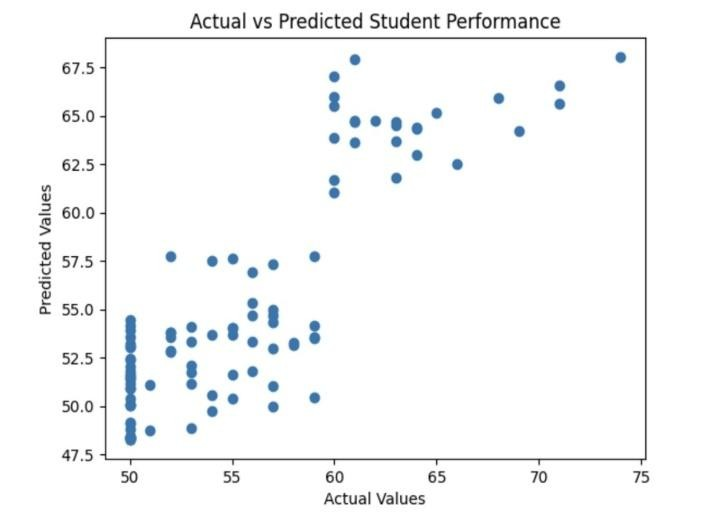 Actual vs Predicted Student Performance
Predicted Values
67.5
65.0
62.5
60.0
57.5
55.0
52.5
50.0
47.5
50 55 60 65 70 75
Actual Values